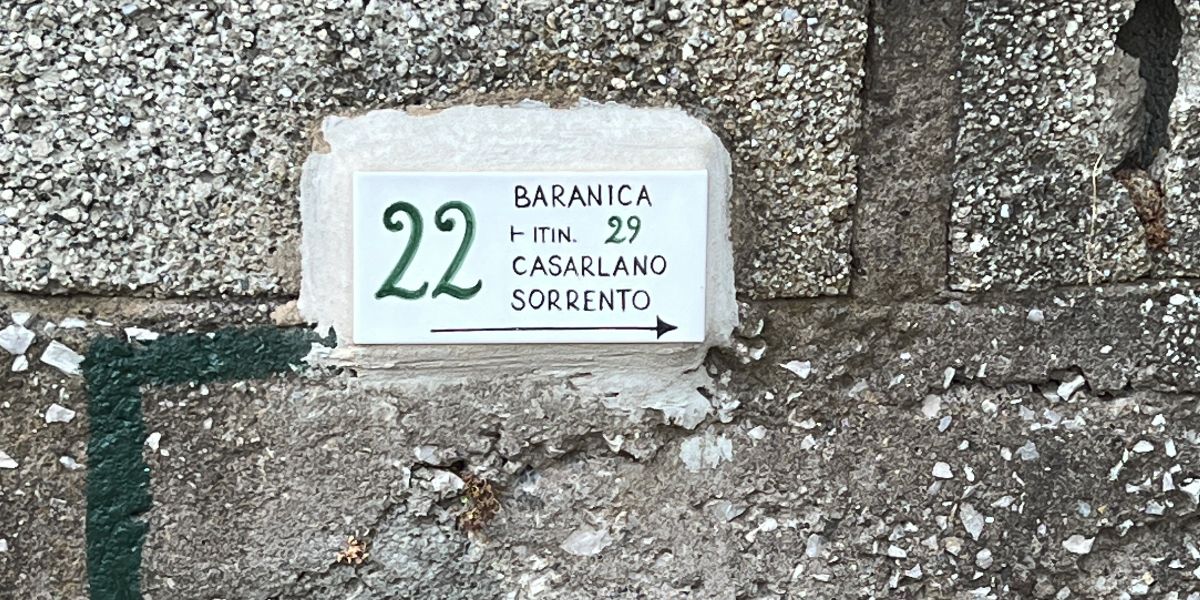 22
BARANICA
⊢ ITIN. 29
CASARLANO
SORRENTO